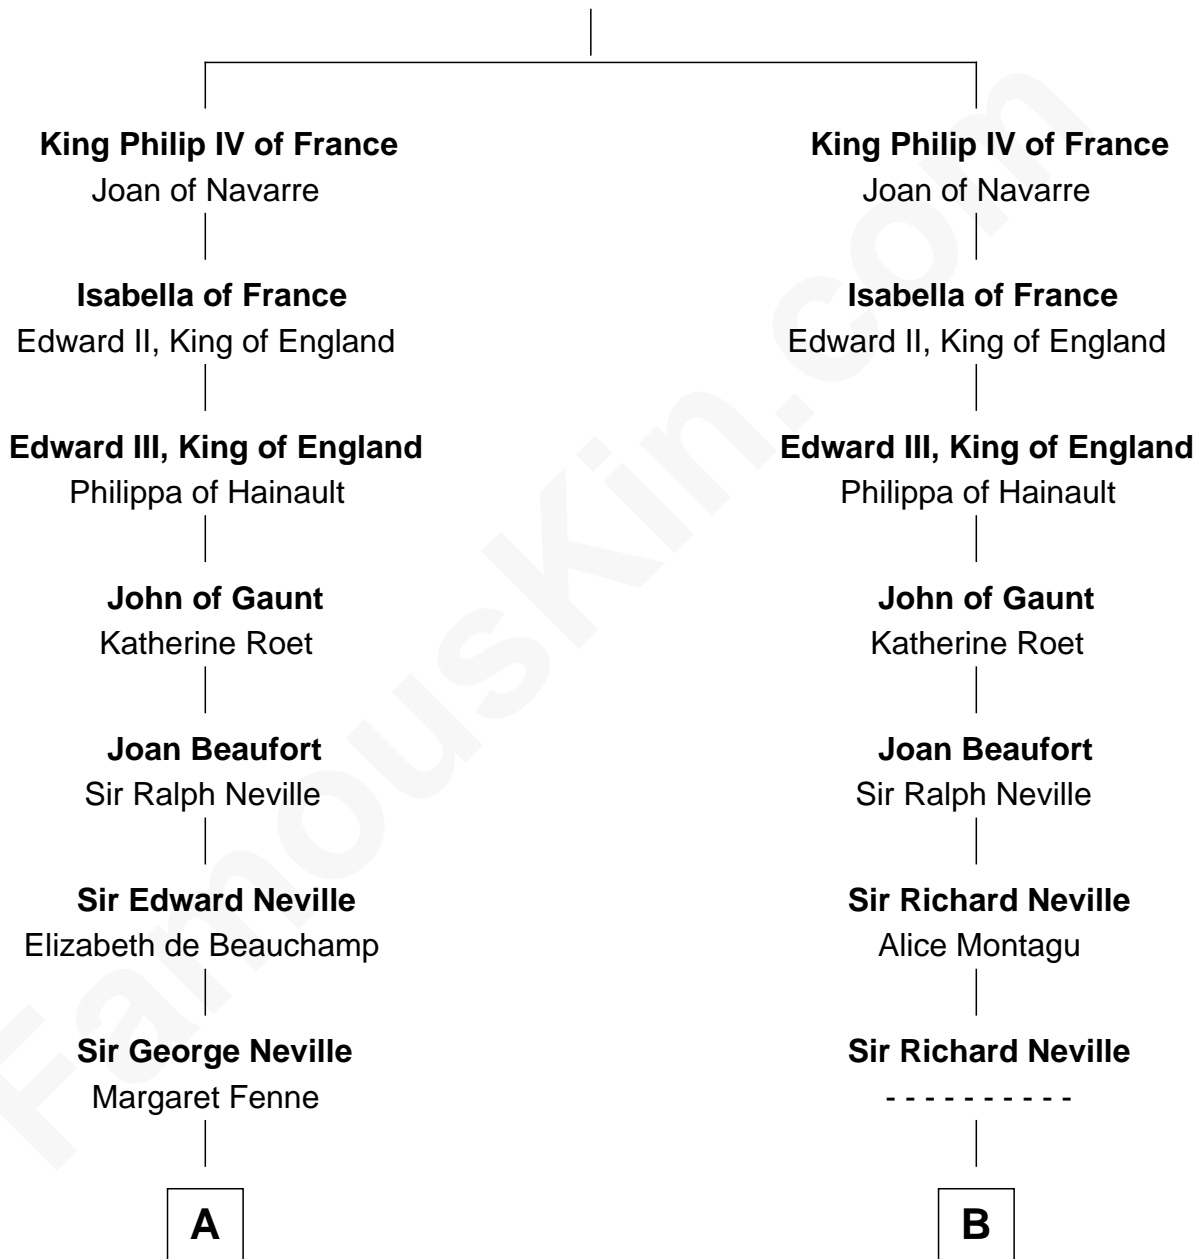 King Philip IV of France
Joan of Navarre
Isabella of France
Edward II, King of England
Edward III, King of England
Philippa of Hainault
John of Gaunt
Katherine Roet
Joan Beaufort
Sir Ralph Neville
Sir Edward Neville
Elizabeth de Beauchamp
Sir George Neville
Margaret Fenne
A
King Philip IV of France
Joan of Navarre
Isabella of France
Edward II, King of England
Edward III, King of England
Philippa of Hainault
John of Gaunt
Katherine Roet
Joan Beaufort
Sir Ralph Neville
Sir Richard Neville
Alice Montagu
Sir Richard Neville
- - - - - - - - - -
B
FamousKin.com